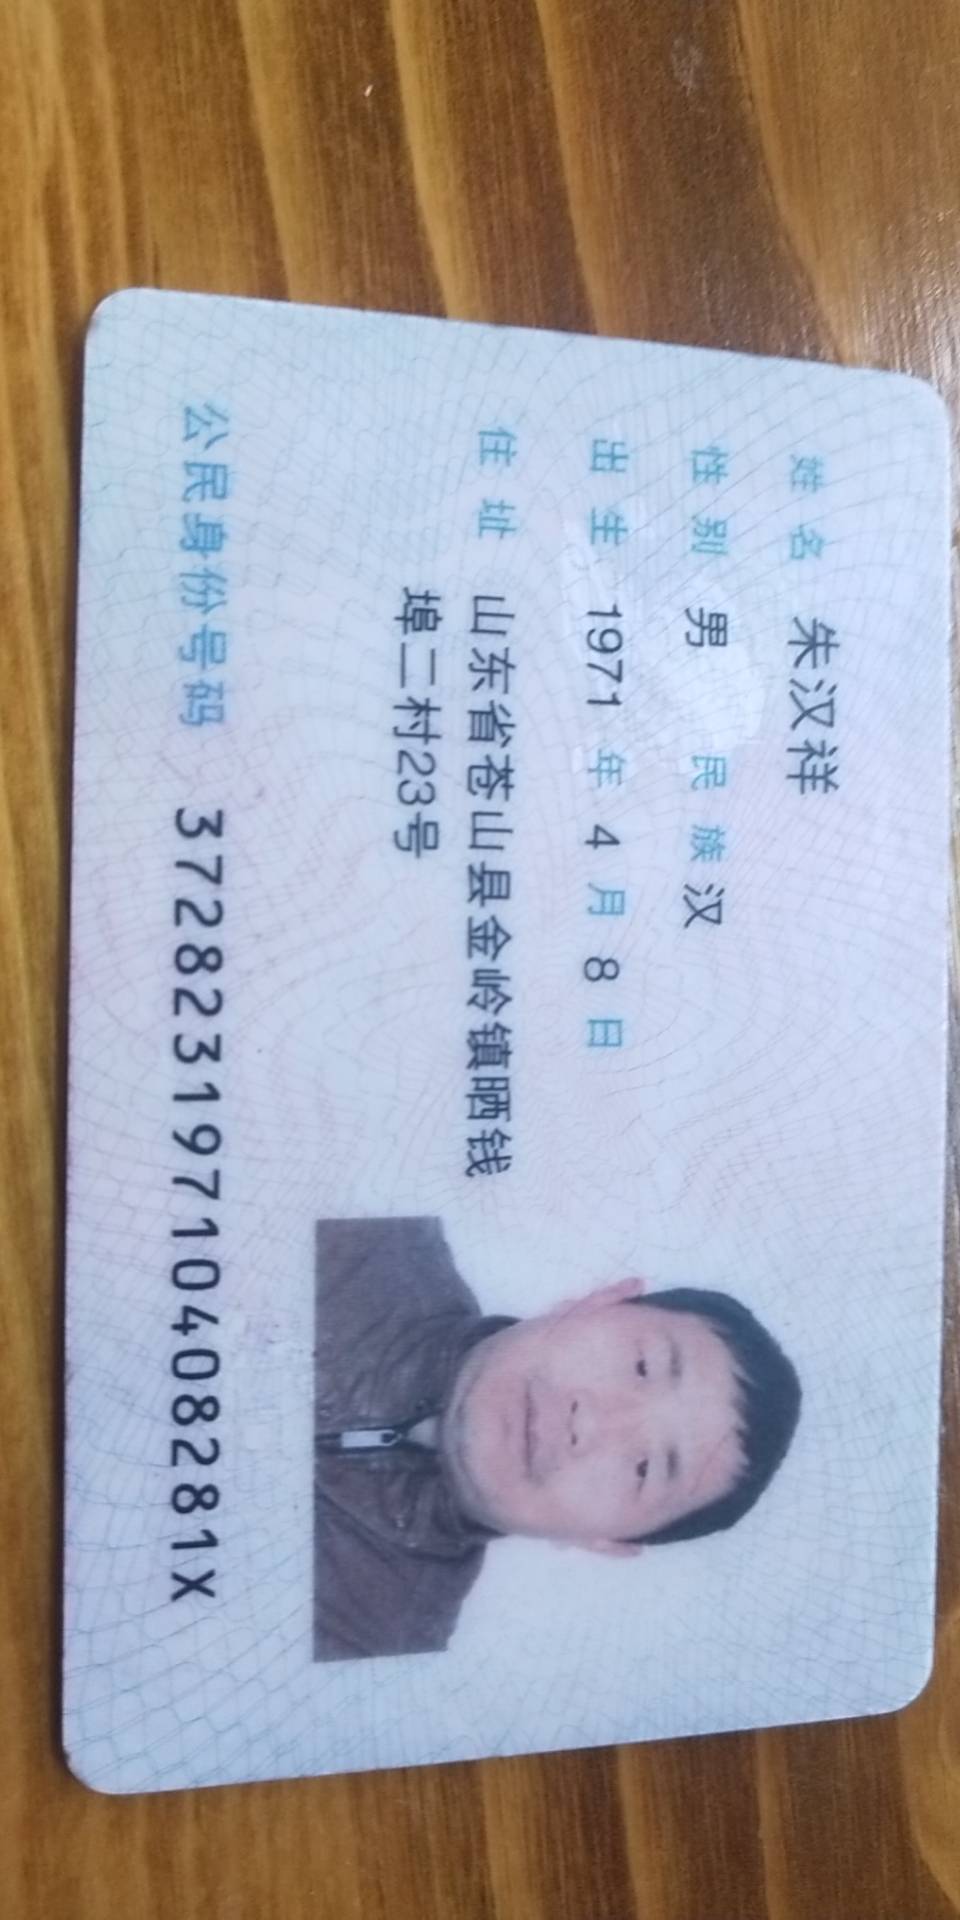 姓名 朱汉祥
性别 男 民族 汉
出生 1971 年 4 月 8 日
住址 山东省苍山县金岭镇晒钱
埠二村23号
公民身份号码 37282319710408281X